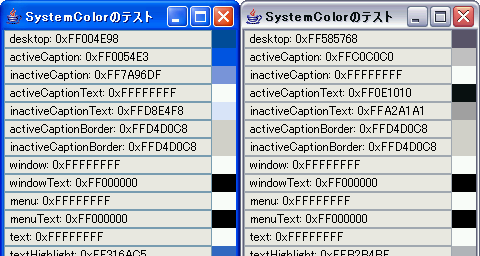 SystemColorのテスト
desktop: 0xFF004E98
activeCaption: 0xFF0054E3
inactiveCaption: 0xFF7A96DF
activeCaptionText: 0xFFFFFFFF
inactiveCaptionText: 0xFFD8E4F8
activeCaptionBorder: 0xFFD4D0C8
inactiveCaptionBorder: 0xFFD4D0C8
window: 0xFFFFFFFF
windowText: 0xFF000000
menu: 0xFFFFFFFF
menuText: 0xFF000000
text: 0xFFFFFFFF
textHighlight: 0xFF316AC5
SystemColorのテスト
desktop: 0xFF585768
activeCaption: 0xFFC0C0C0
inactiveCaption: 0xFFFFFFFF
activeCaptionText: 0xFF0E1010
inactiveCaptionText: 0xFFA2A1A1
activeCaptionBorder: 0xFFD4D0C8
inactiveCaptionBorder: 0xFFD4D0C8
window: 0xFFFFFFFF
windowText: 0xFF000000
menu: 0xFFFFFFFF
menuText: 0xFF000000
text: 0xFFFFFFFF
textHighlight: 0xFFB2B4BF